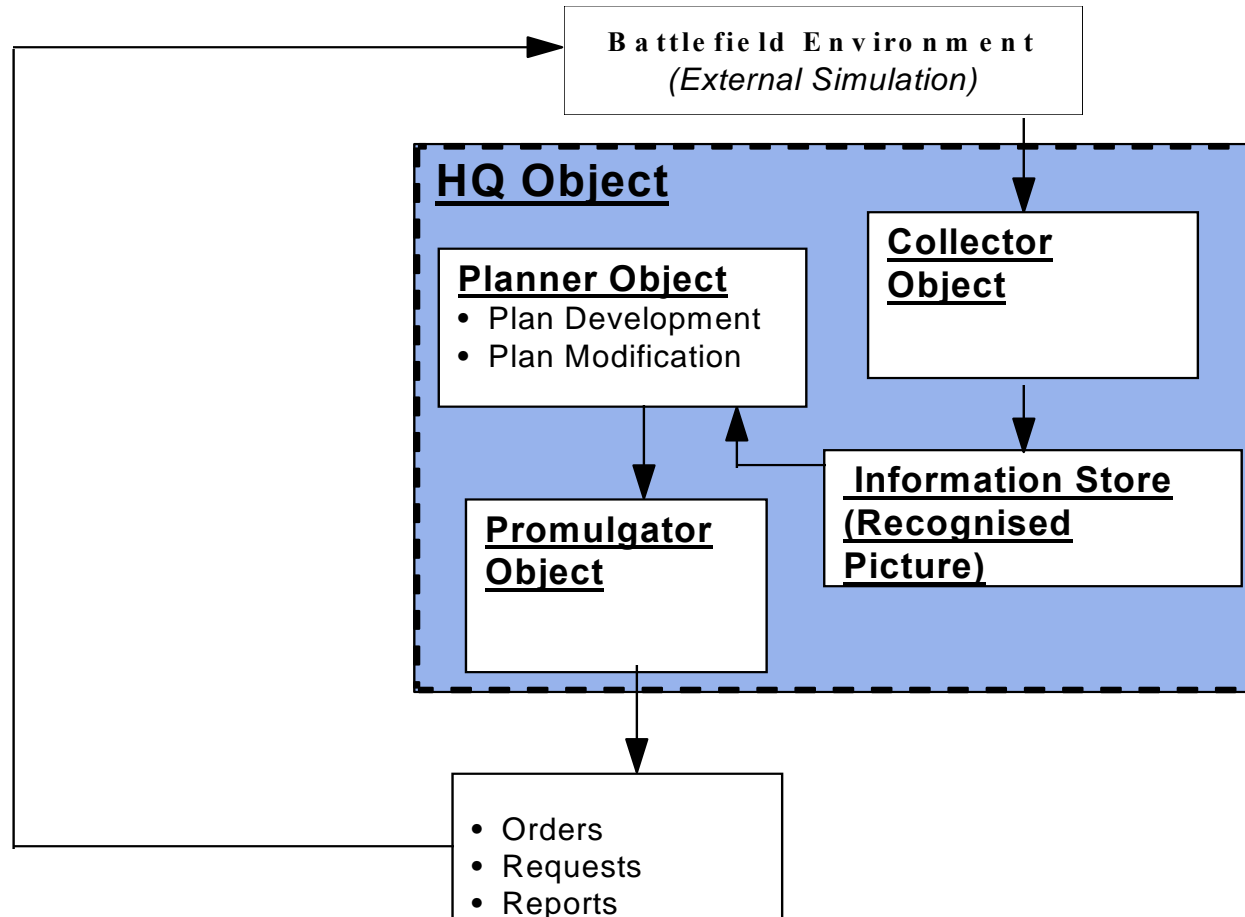 Battlefield Environment
(External Simulation)
HQ Object
Collector
Object
Planner Object
• Plan Development
• Plan Modification
Information Store
(Recognised
Picture)
Promulgator
Object
• Orders
• Requests
• Reports